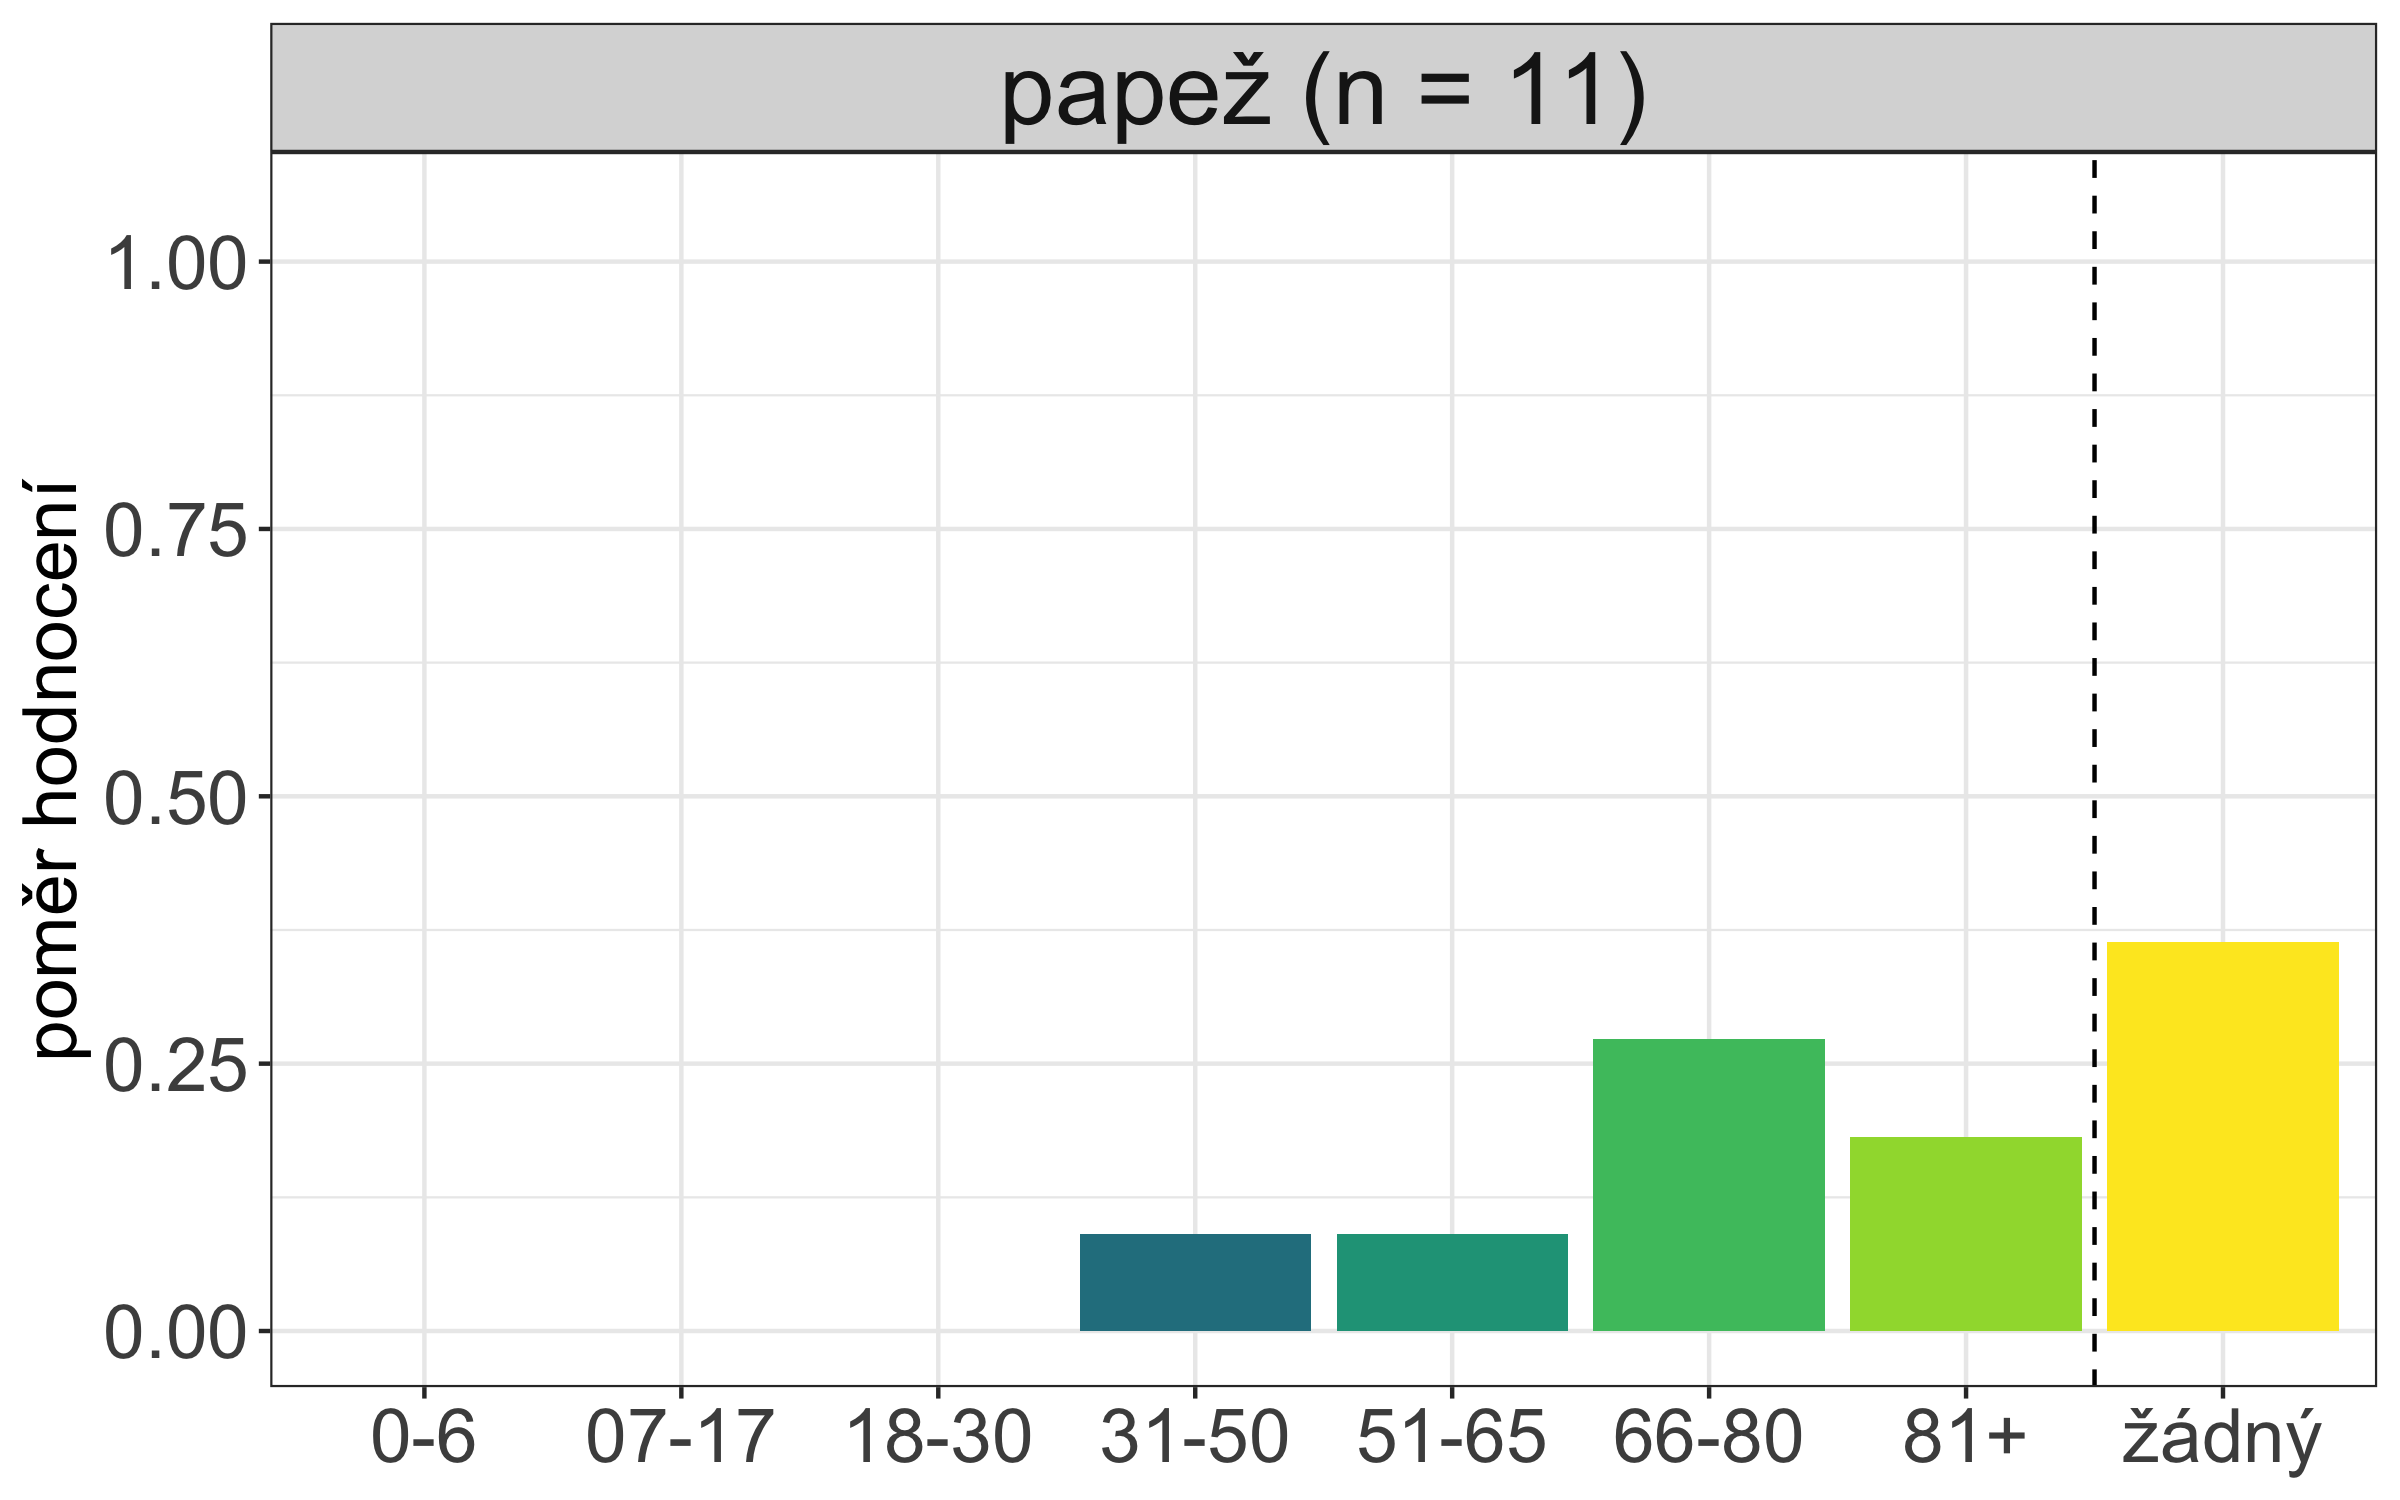 papež (n = 11)
poměr hodnocení
1.00
0.75
0.50
0.25
0.00
0-6 07-17 18-30 31-50 51-65 66-80 81+ žádný